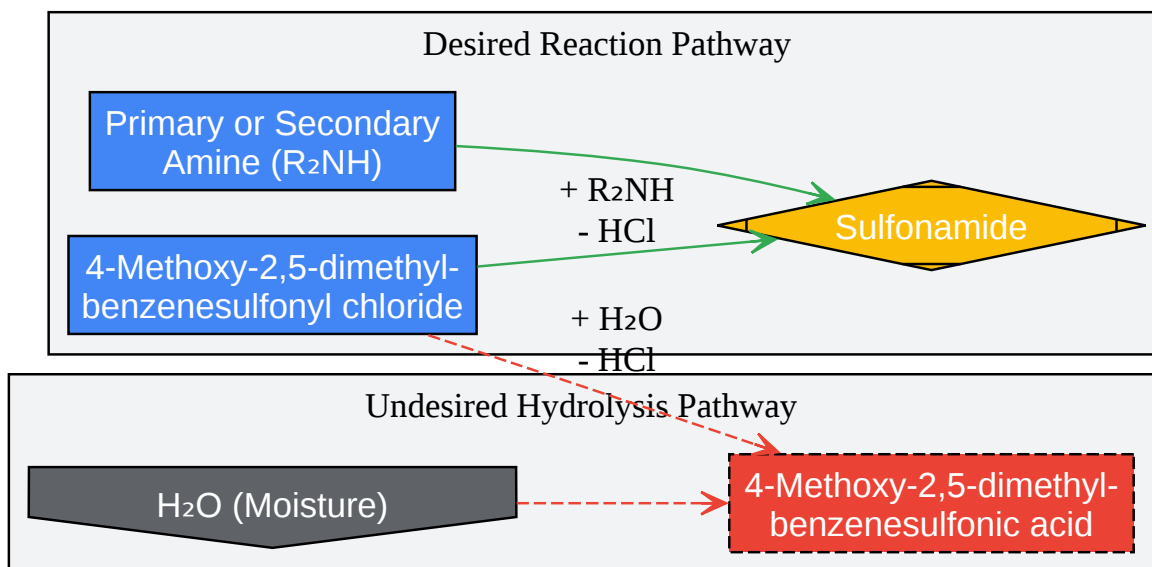 Desired Reaction Pathway
Primary or Secondary
Amine (R₂NH)
+ R₂NH
- HCl
Sulfonamide
4-Methoxy-2,5-dimethyl-
benzenesulfonyl chloride
+ H₂O
- HCl
Undesired Hydrolysis Pathway
H₂O (Moisture)
4-Methoxy-2,5-dimethyl-
benzenesulfonic acid